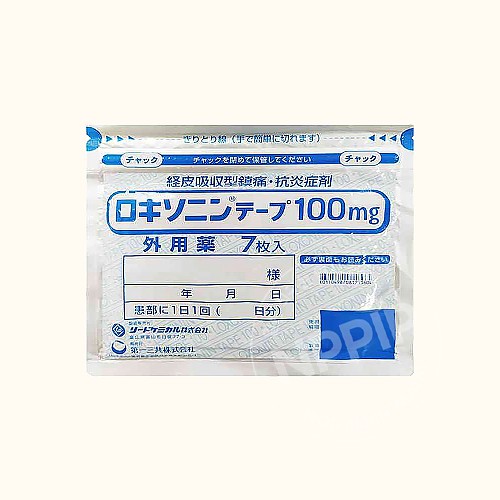 きりとり線(手で簡単に切れます)
チャック チャックを閉めて保管してください チャック
経皮吸収型鎮痛・抗炎症剤
ロキソニン®テープ100mg
外用薬 7枚入
必ず裏面もお読みください
様
年 月 日
患部に1日1回( 日分)
リードケミカル株式会社
第一三共株式会社